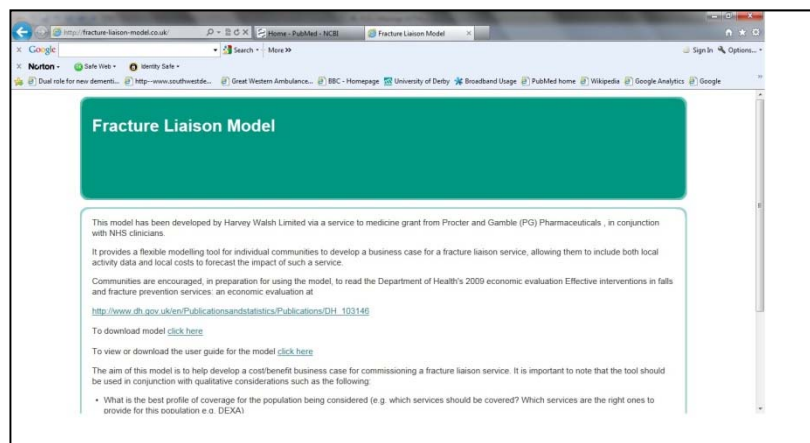 http://fracture-liaison-model.co.uk/
Home - PubMed - NCBI
Fracture Liaison Model
Google
Search
More »
Sign In
Options...
Norton
Safe Web
Identity Safe
Dual role for new dementi...
http--www.southwestde...
Great Western Ambulance...
BBC - Homepage
University of Derby
Broadband Usage
PubMed home
Wikipedia
Google Analytics
Google
Fracture Liaison Model
This model has been developed by Harvey Walsh Limited via a service to medicine grant from Procter and Gamble (PG) Pharmaceuticals , in conjunction
with NHS clinicians.
It provides a flexible modelling tool for individual communities to develop a business case for a fracture liaison service, allowing them to include both local
activity data and local costs to forecast the impact of such a service.
Communities are encouraged, in preparation for using the model, to read the Department of Health's 2009 economic evaluation Effective interventions in falls
and fracture prevention services: an economic evaluation at
http://www.dh.gov.uk/en/Publicationsandstatistics/Publications/DH_103146
To download model click here
To view or download the user guide for the model click here
The aim of this model is to help develop a cost/benefit business case for commissioning a fracture liaison service. It is important to note that the tool should
be used in conjunction with qualitative considerations such as the following:
• What is the best profile of coverage for the population being considered (e.g. which services should be covered? Which services are the right ones to
provide for this population e.g. DEXA)